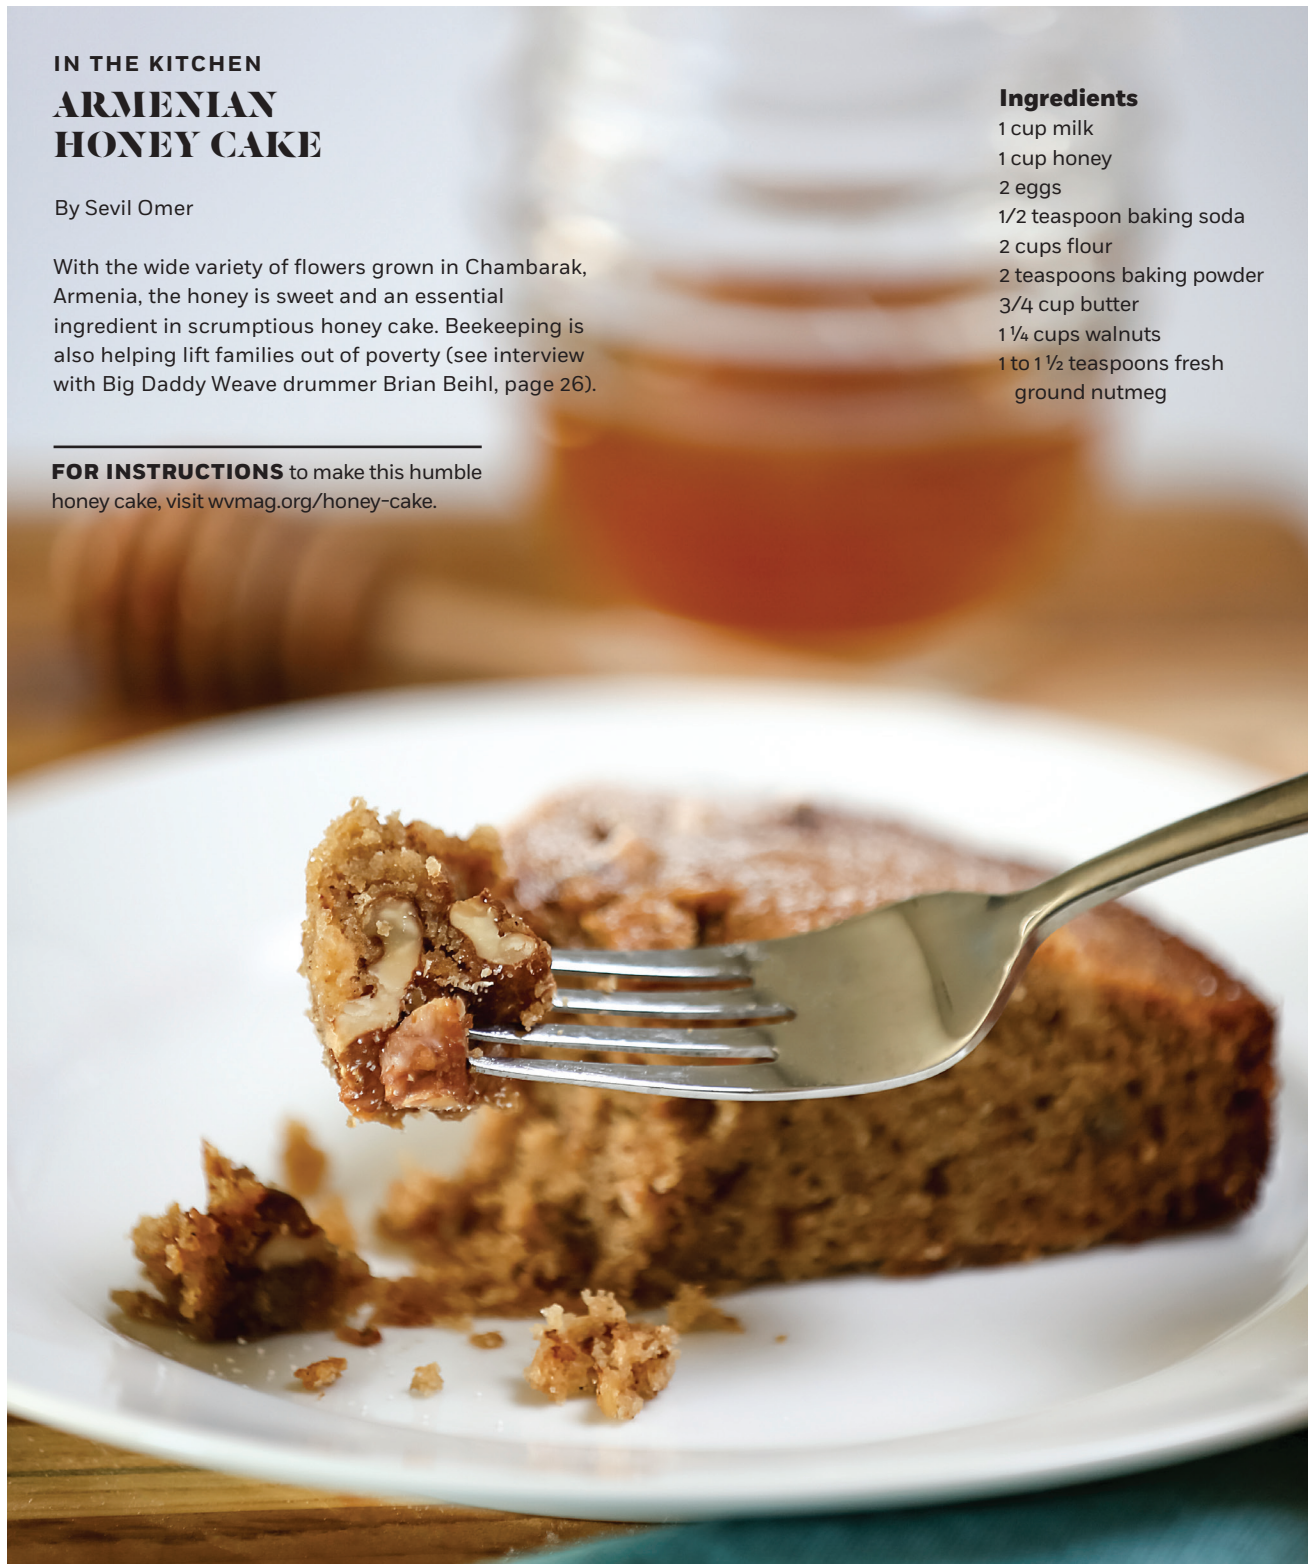 IN THE KITCHEN
ARMENIAN
HONEY CAKE
By Sevil Omer
With the wide variety of flowers grown in Chambarak,
Armenia, the honey is sweet and an essential
ingredient in scrumptious honey cake. Beekeeping is
also helping lift families out of poverty (see interview
with Big Daddy Weave drummer Brian Beihl, page 26).
FOR INSTRUCTIONS to make this humble
honey cake, visit wvmag.org/honey-cake.
Ingredients
1 cup milk
1 cup honey
2 eggs
1/2 teaspoon baking soda
2 cups flour
2 teaspoons baking powder
3/4 cup butter
1 ¼ cups walnuts
1 to 1 ½ teaspoons fresh
ground nutmeg